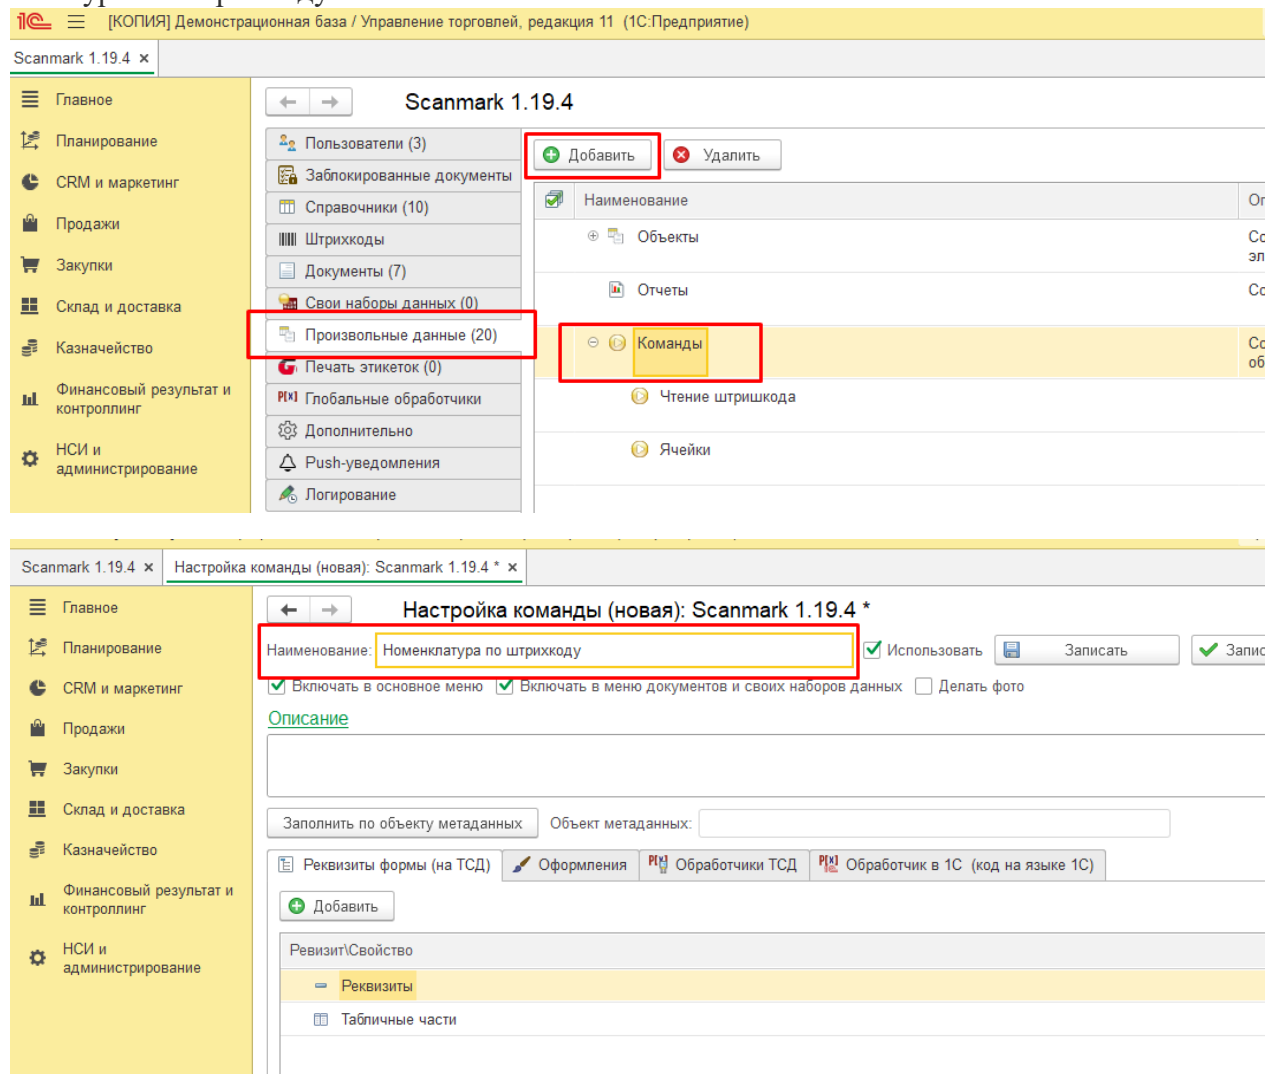 [КОПИЯ] Демонстрационная база / Управление торговлей, редакция 11 (1С:Предприятие)
Scanmark 1.19.4 ×
Главное
Планирование
CRM и маркетинг
Продажи
Закупки
Склад и доставка
Казначейство
Финансовый результат и
контроллинг
НСИ и
администрирование
Scanmark 1.19.4
Пользователи (3)
Заблокированные документы
Справочники (10)
Штрихкоды
Документы (7)
Свои наборы данных (0)
Произвольные данные (20)
Печать этикеток (0)
Глобальные обработчики
Дополнительно
Push-уведомления
Логирование
Добавить
Удалить
Наименование
Объекты
Отчеты
Команды
Чтение штришкода
Ячейки
Scanmark 1.19.4 ×
Настройка команды (новая): Scanmark 1.19.4 * ×
Главное
Планирование
CRM и маркетинг
Продажи
Закупки
Склад и доставка
Казначейство
Финансовый результат и
контроллинг
НСИ и
администрирование
Настройка команды (новая): Scanmark 1.19.4 *
Наименование: Номенклатура по штрихкоду
Использовать
Записать
Включать в основное меню
Включать в меню документов и своих наборов данных
Делать фото
Описание
Заполнить по объекту метаданных
Объект метаданных:
Реквизиты формы (на ТСД)
Оформления
Обработчики ТСД
Обработчик в 1С (код на языке 1С)
Добавить
Ревизит\Свойство
Реквизиты
Табличные части